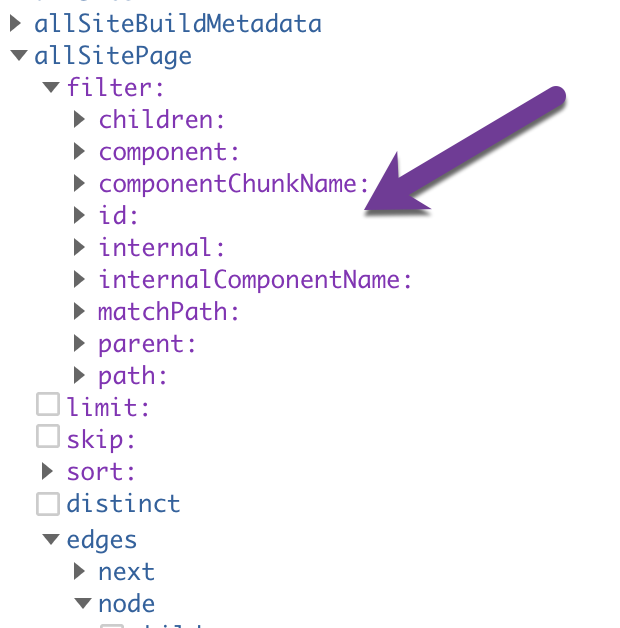 allSiteBuildMetadata
allSitePage
filter:
children:
component:
componentChunkName:
id:
internal:
internalComponentName:
matchPath:
parent:
path:
limit:
skip:
sort:
distinct
edges
next
node